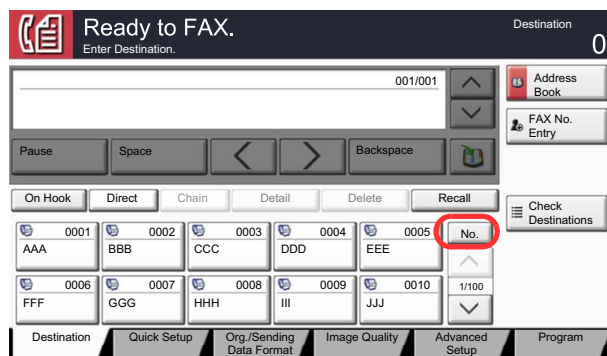 Ready to FAX.
Enter Destination.
Destination
0
001/001
Address
Book
FAX No.
Entry
Pause
Space
Backspace
On Hook
Direct
Chain
Detail
Delete
Recall
Check
Destinations
0001
AAA
0002
BBB
0003
CCC
0004
DDD
0005
EEE
No.
0006
FFF
0007
GGG
0008
HHH
0009
III
0010
JJJ
1/100
Destination
Quick Setup
Org./Sending
Data Format
Image Quality
Advanced
Setup
Program